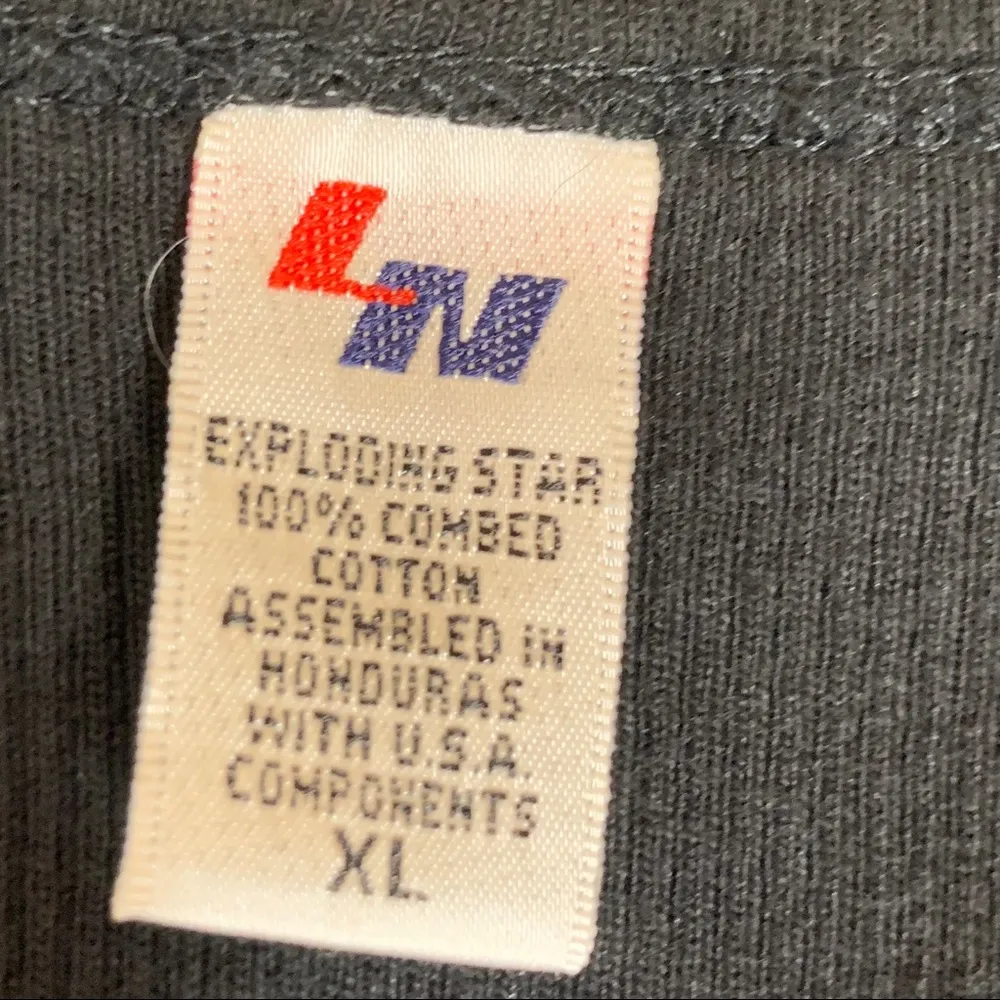 LN
EXPLODING STAR
100% COMBED
COTTON
ASSEMBLED IN
HONDURAS
WITH U.S.A.
COMPONENTS
XL